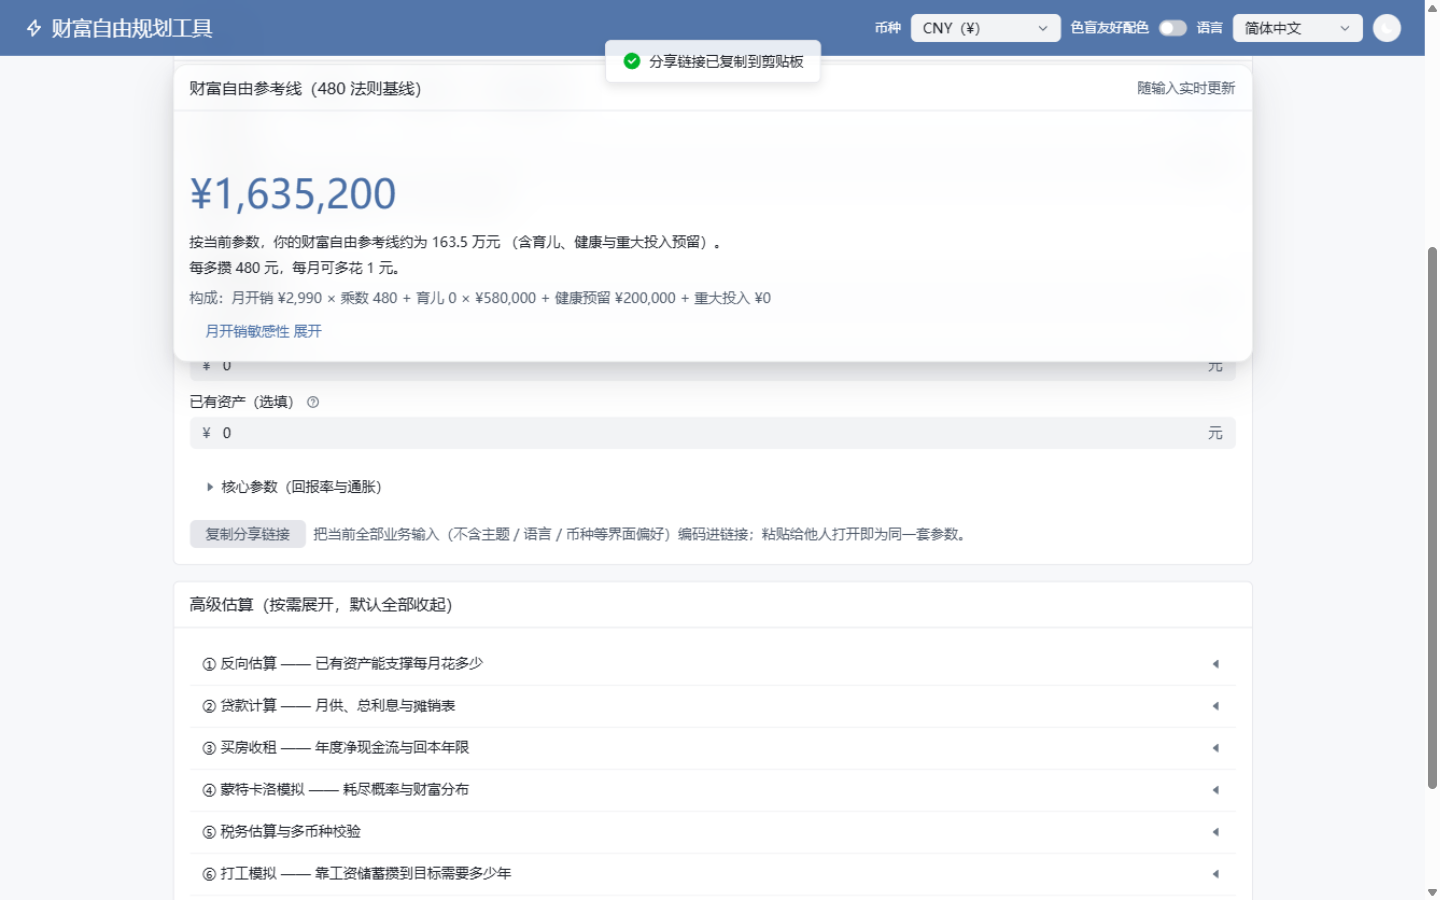 财富自由规划工具
币种 CNY (¥) 色盲友好配色 语言 简体中文
分享链接已复制到剪贴板
财富自由参考线（480 法则基线） 随输入实时更新
¥1,635,200
按当前参数，你的财富自由参考线约为 163.5 万元 （含育儿、健康与重大投入预留）。
每多攒 480 元，每月可多花 1 元。
构成：月开销 ¥2,990 × 乘数 480 + 育儿 0 × ¥580,000 + 健康预留 ¥200,000 + 重大投入 ¥0
月开销敏感性 展开
¥ 0 元
已有资产（选填）
¥ 0 元
核心参数（回报率与通胀）
复制分享链接 把当前全部业务输入（不含主题 / 语言 / 币种等界面偏好）编码进链接；粘贴给他人打开即为同一套参数。
高级估算（按需展开，默认全部收起）
① 反向估算 —— 已有资产能支撑每月花多少
② 贷款计算 —— 月供、总利息与摊销表
③ 买房收租 —— 年度净现金流与回本年限
④ 蒙特卡洛模拟 —— 耗尽概率与财富分布
⑤ 税务估算与多币种校验
⑥ 打工模拟 —— 靠工资储蓄攒到目标需要多少年